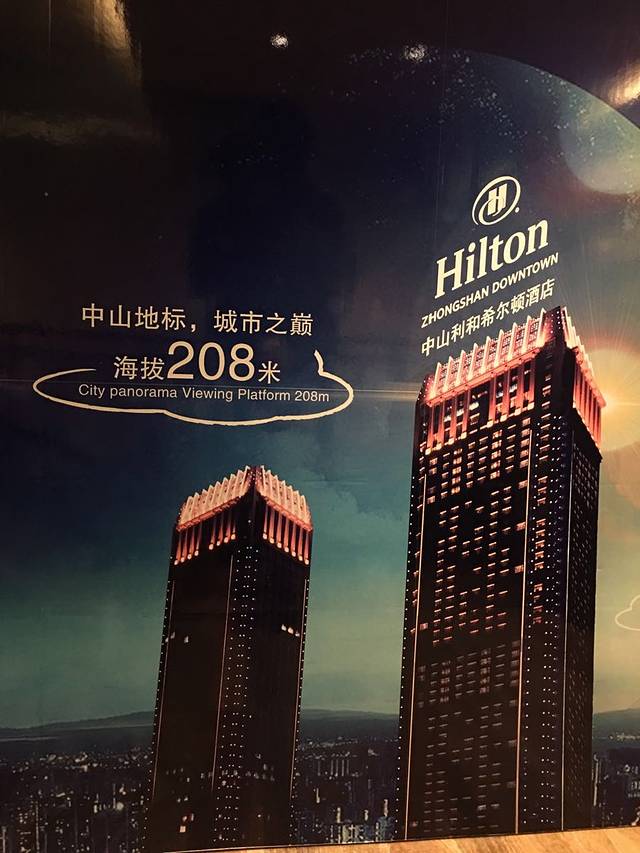 H
Hilton
ZHONGSHAN DOWNTOWN
中山利和希尔顿酒店
中山地标，城市之巅
海拔208米
City panorama Viewing Platform 208m